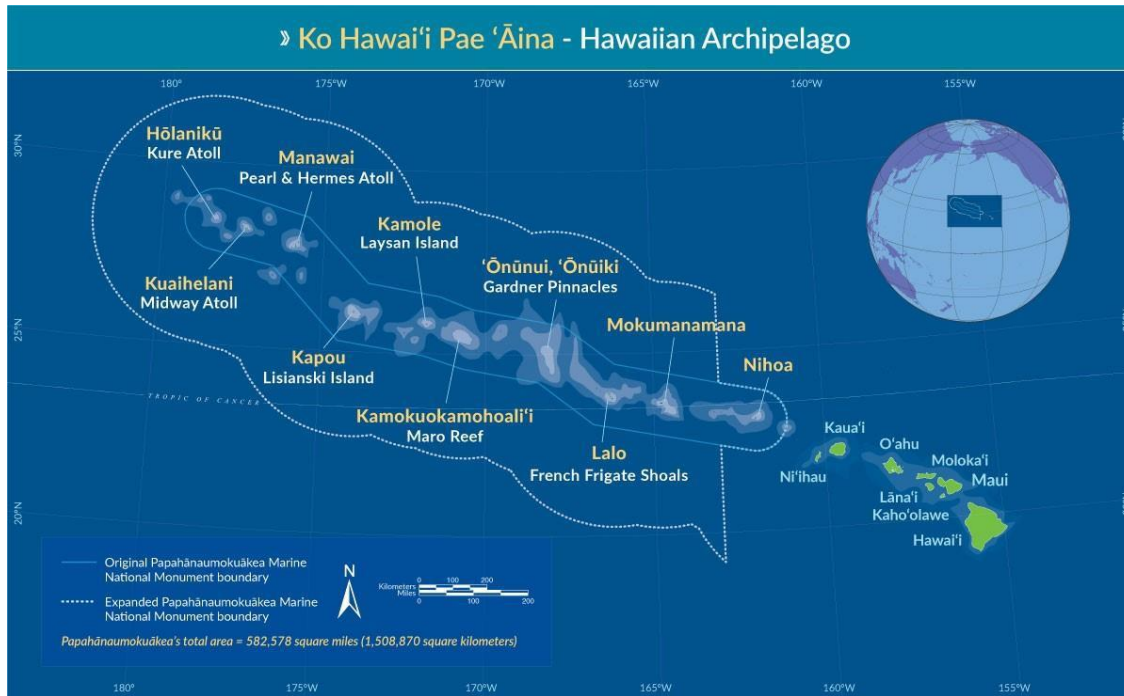 » Ko Hawai‘i Pae ‘Āina - Hawaiian Archipelago
180°
175°W
170°W
165°W
160°W
155°W
30°N
25°N
20°N
Hōlanikū
Kure Atoll
Manawai
Pearl & Hermes Atoll
Kamole
Laysan Island
‘Ōnūnui, ‘Ōnūiki
Gardner Pinnacles
Mokumanamana
Nihoa
Kuaihelani
Midway Atoll
Kapou
Lisianski Island
TROPIC OF CANCER
Kamokuokamohoali‘i
Maro Reef
Lalo
French Frigate Shoals
Kaua‘i
Ni‘ihau
O‘ahu
Moloka‘i
Maui
Lāna‘i
Kaho‘olawe
Hawai‘i
Original Papahānaumokuākea Marine
National Monument boundary
Expanded Papahānaumokuākea Marine
National Monument boundary
N
0 100 200
Kilometers
Miles
0 100 200
Papahānaumokuākea's total area = 582,578 square miles (1,508,870 square kilometers)
180°
175°W
170°W
165°W
160°W
155°W